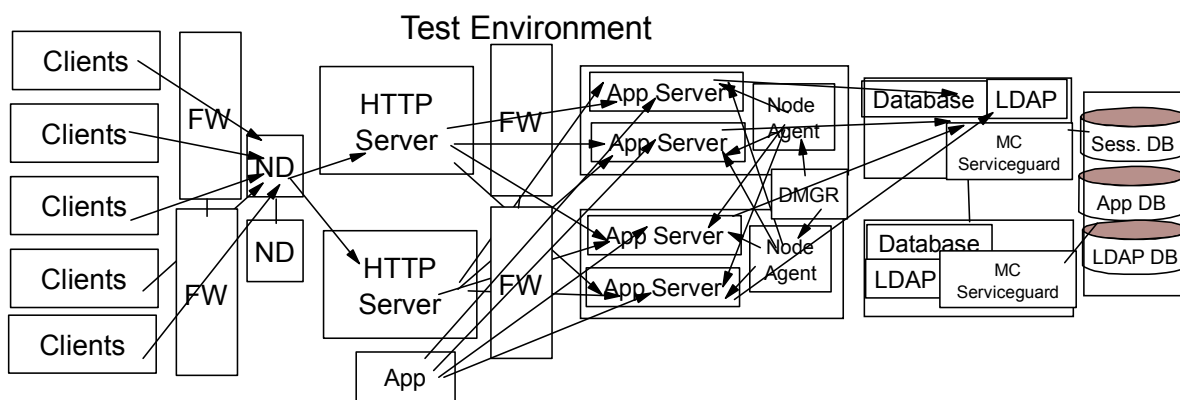 Test Environment
Clients
Clients
Clients
Clients
Clients
FW
FW
ND
ND
HTTP
Server
HTTP
Server
App
FW
FW
App Server
App Server
Node
Agent
DMGR
App Server
App Server
Node
Agent
Database
LDAP
MC
Serviceguard
Database
LDAP
MC
Serviceguard
Sess. DB
App DB
LDAP DB